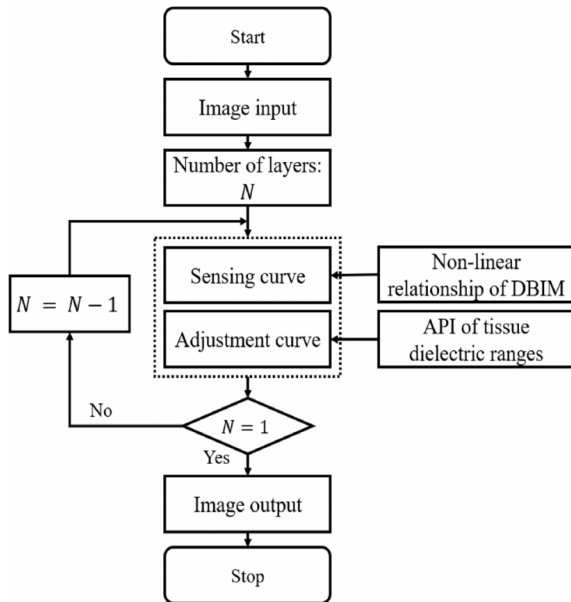 Start
Image input
Number of layers:
N
Sensing curve
Non-linear
relationship of DBIM
N = N − 1
Adjustment curve
API of tissue
dielectric ranges
No
N = 1
Yes
Image output
Stop